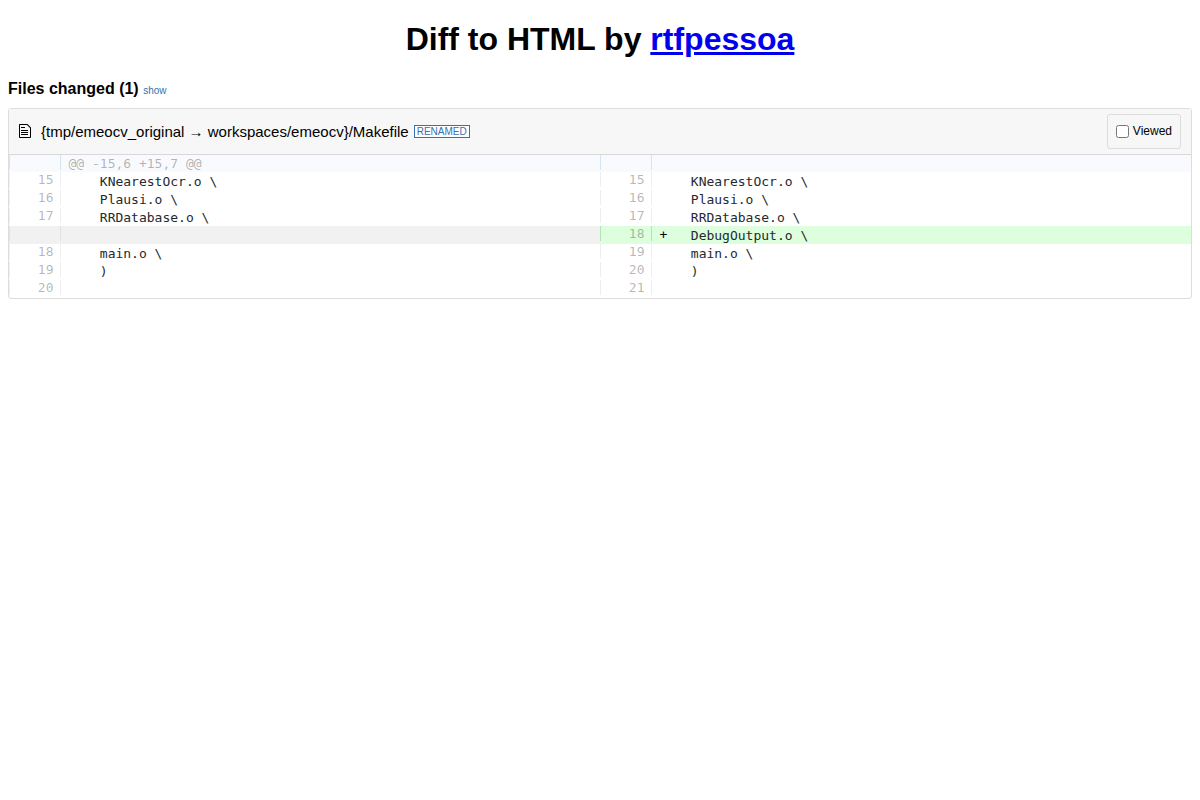 Diff to HTML by rtfpessoa
Files changed (1) show
{tmp/emeocv_original → workspaces/emeocv}/Makefile RENAMED Viewed
@@ -15,6 +15,7 @@
15 KNearestOcr.o \ 15 KNearestOcr.o \
16 Plausi.o \ 16 Plausi.o \
17 RRDatabase.o \ 17 RRDatabase.o \
18 + DebugOutput.o \
18 main.o \ 19 main.o \
19 ) 20 )
20 21